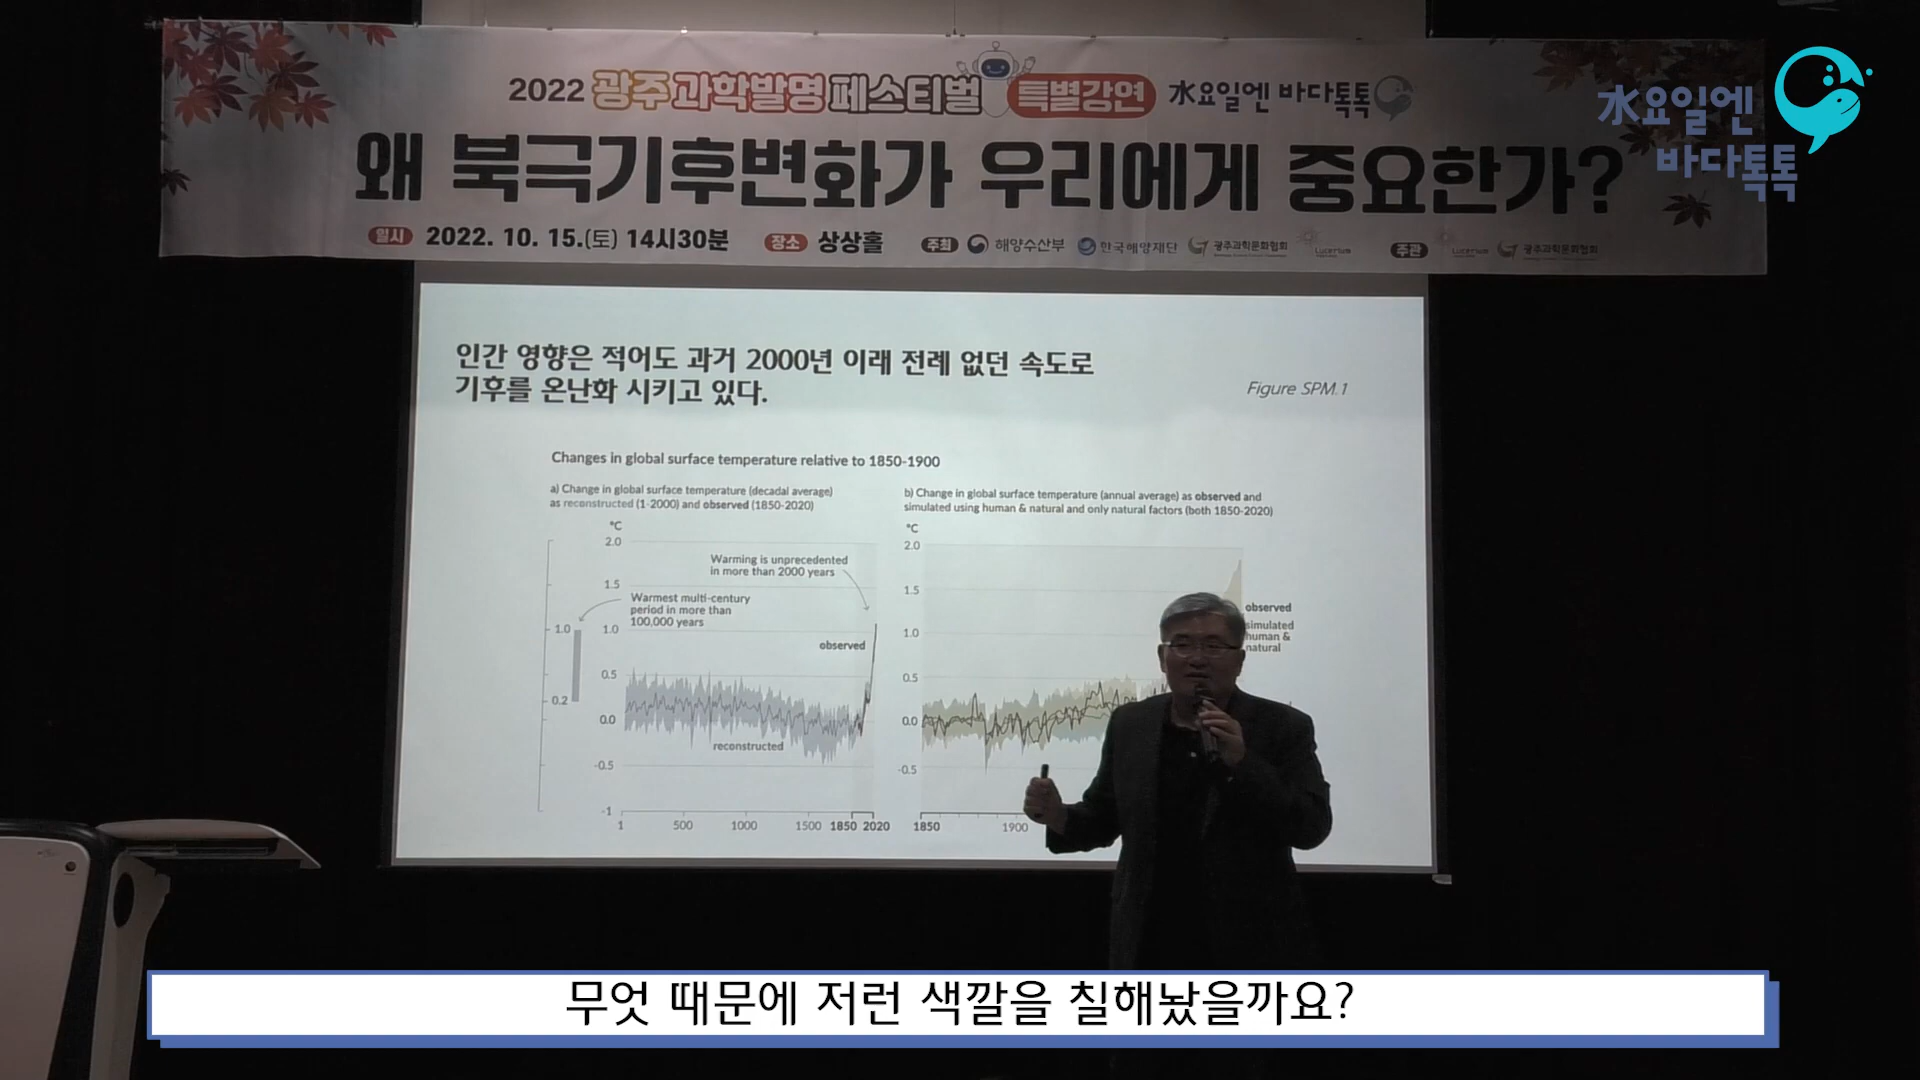 2022 광주과학발명페스티벌 특별강연 水요일엔 바다톡톡
水요일엔
바다톡톡
왜 북극기후변화가 우리에게 중요한가?
일시 2022. 10. 15.(토) 14시30분 장소 상상홀 주최 해양수산부 한국해양재단 광주과학문화협회 Lucerium 주관 Lucerium 광주과학문화협회
인간 영향은 적어도 과거 2000년 이래 전례 없던 속도로
기후를 온난화 시키고 있다.
Figure SPM.1
Changes in global surface temperature relative to 1850-1900
a) Change in global surface temperature (decadal average)
as reconstructed (1-2000) and observed (1850-2020)
b) Change in global surface temperature (annual average) as observed and
simulated using human & natural and only natural factors (both 1850-2020)
°C
2.0
1.5
1.0
0.5
0.0
-0.5
-1
1.0
0.2
Warming is unprecedented
in more than 2000 years
Warmest multi-century
period in more than
100,000 years
observed
reconstructed
1 500 1000 1500 1850 2020
°C
2.0
1.5
1.0
0.5
0.0
-0.5
observed
simulated
human &
natural
1850 1900
무엇 때문에 저런 색깔을 칠해놨을까요?